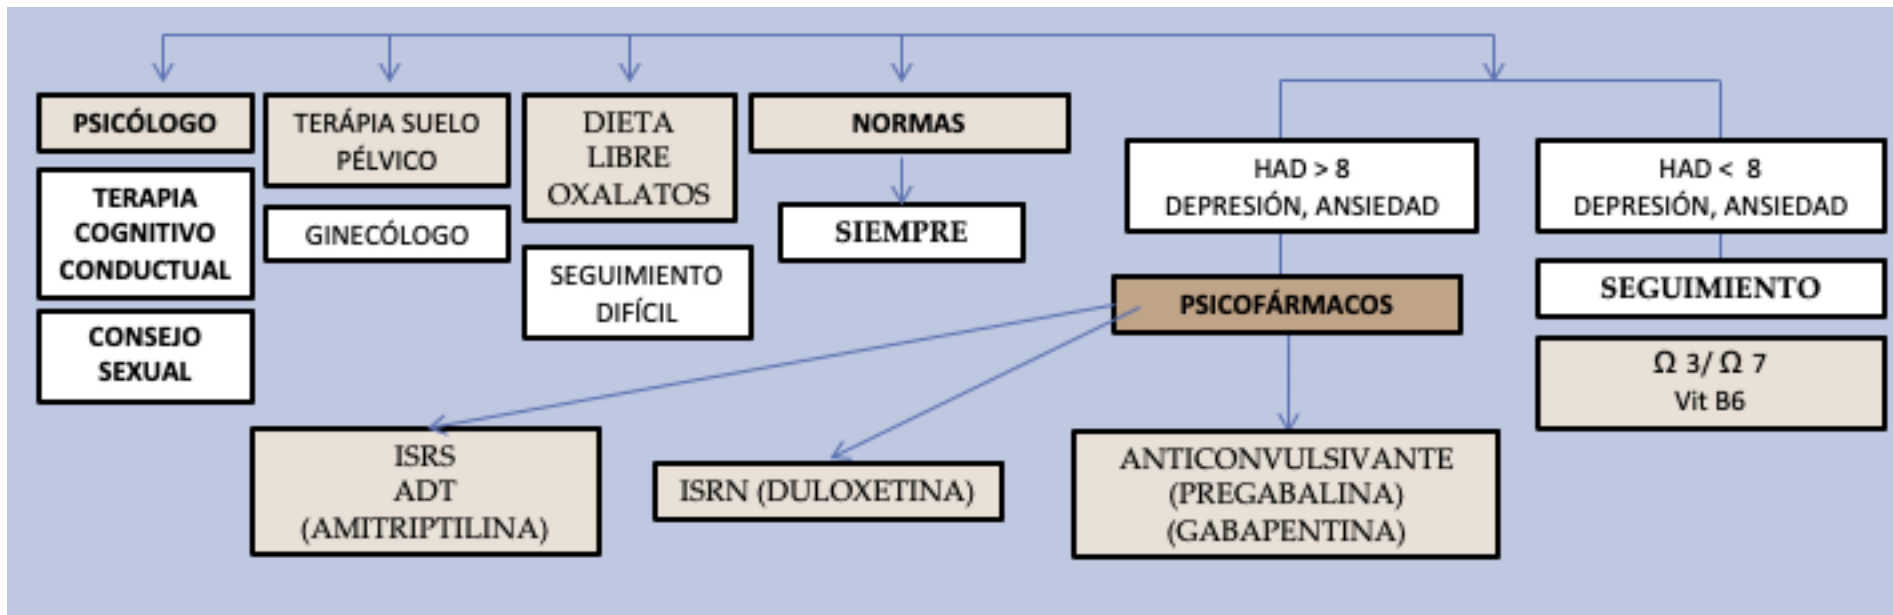 PSICÓLOGO
TERAPIA
COGNITIVO
CONDUCTUAL
CONSEJO
SEXUAL
TERÁPIA SUELO
PÉLVICO
GINECÓLOGO
DIETA
LIBRE
OXALATOS
SEGUIMIENTO
DIFÍCIL
NORMAS
SIEMPRE
HAD > 8
DEPRESIÓN, ANSIEDAD
PSICOFÁRMACOS
HAD < 8
DEPRESIÓN, ANSIEDAD
SEGUIMIENTO
Ω 3/ Ω 7
Vit B6
ISRS
ADT
(AMITRIPTILINA)
ISRN (DULOXETINA)
ANTICONVULSIVANTE
(PREGABALINA)
(GABAPENTINA)